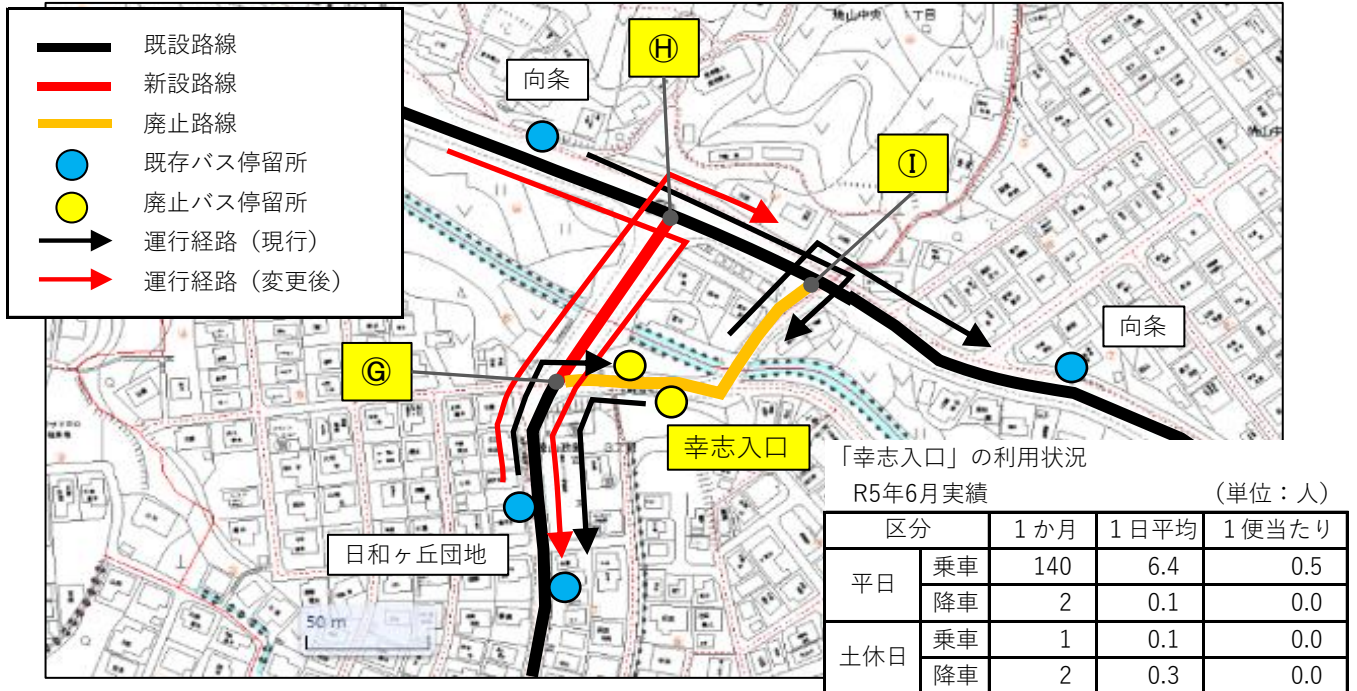 既設路線
新設路線
廃止路線
既存バス停留所
廃止バス停留所
運行経路（現行）
運行経路（変更後）
向条
Ⓗ
Ⓘ
Ⓖ
向条
幸志入口
日和ヶ丘団地
50 m
「幸志入口」の利用状況
R5年6月実績 （単位：人）
区分 １か月 １日平均 １便当たり
平日 乗車 140 6.4 0.5
降車 2 0.1 0.0
土休日 乗車 1 0.1 0.0
降車 2 0.3 0.0